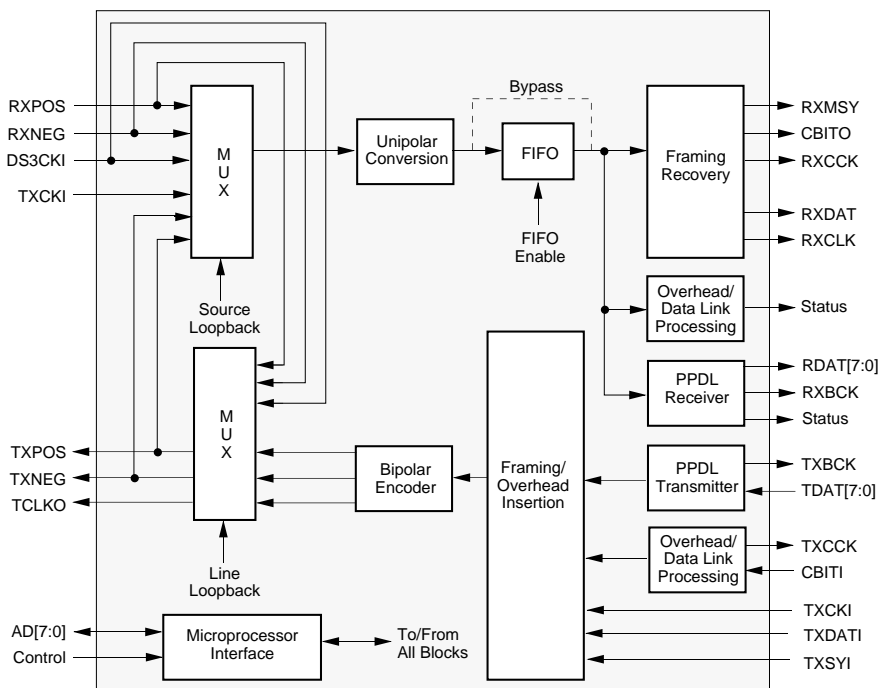 RXPOS
RXNEG
DS3CKI
TXCKI
M
U
X
Source
Loopback
Unipolar
Conversion
Bypass
FIFO
FIFO
Enable
Framing
Recovery
RXMSY
CBITO
RXCCK
RXDAT
RXCLK
Overhead/
Data Link
Processing
Status
PPDL
Receiver
RDAT[7:0]
RXBCK
Status
TXPOS
TXNEG
TCLKO
M
U
X
Line
Loopback
Bipolar
Encoder
Framing/
Overhead
Insertion
PPDL
Transmitter
TXBCK
TDAT[7:0]
Overhead/
Data Link
Processing
TXCCK
CBITI
TXCKI
TXDATI
TXSYI
AD[7:0]
Control
Microprocessor
Interface
To/From
All Blocks